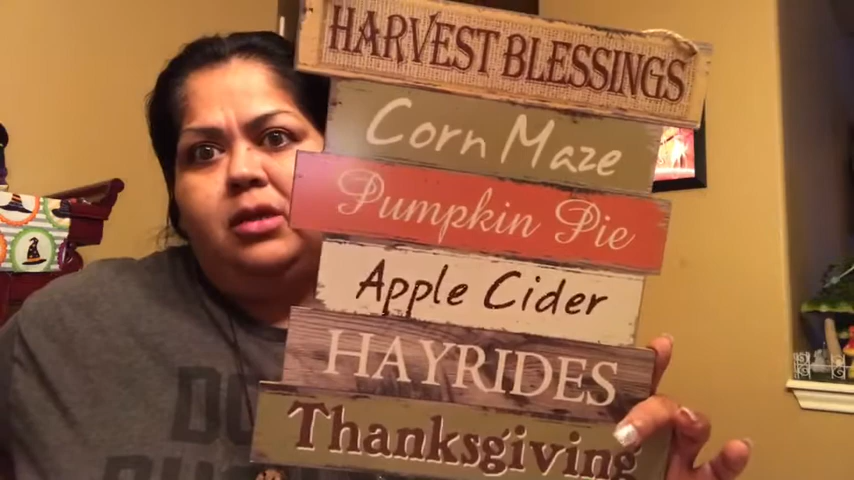 HARVEST BLESSINGS
Corn Maze
Pumpkin Pie
Apple Cider
HAYRIDES
Thanksgiving